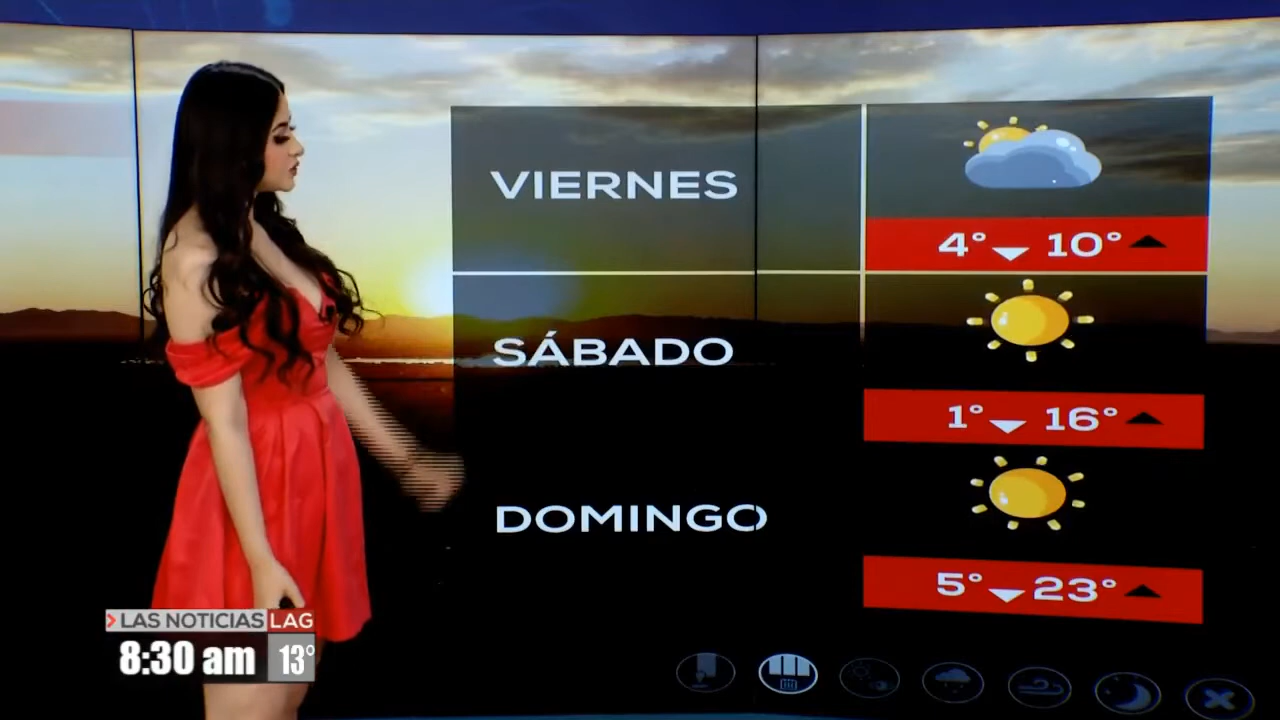 VIERNES
4° 10°
SÁBADO
1° 16°
DOMINGO
5° 23°
LAS NOTICIAS LAG
8:30 am 13°